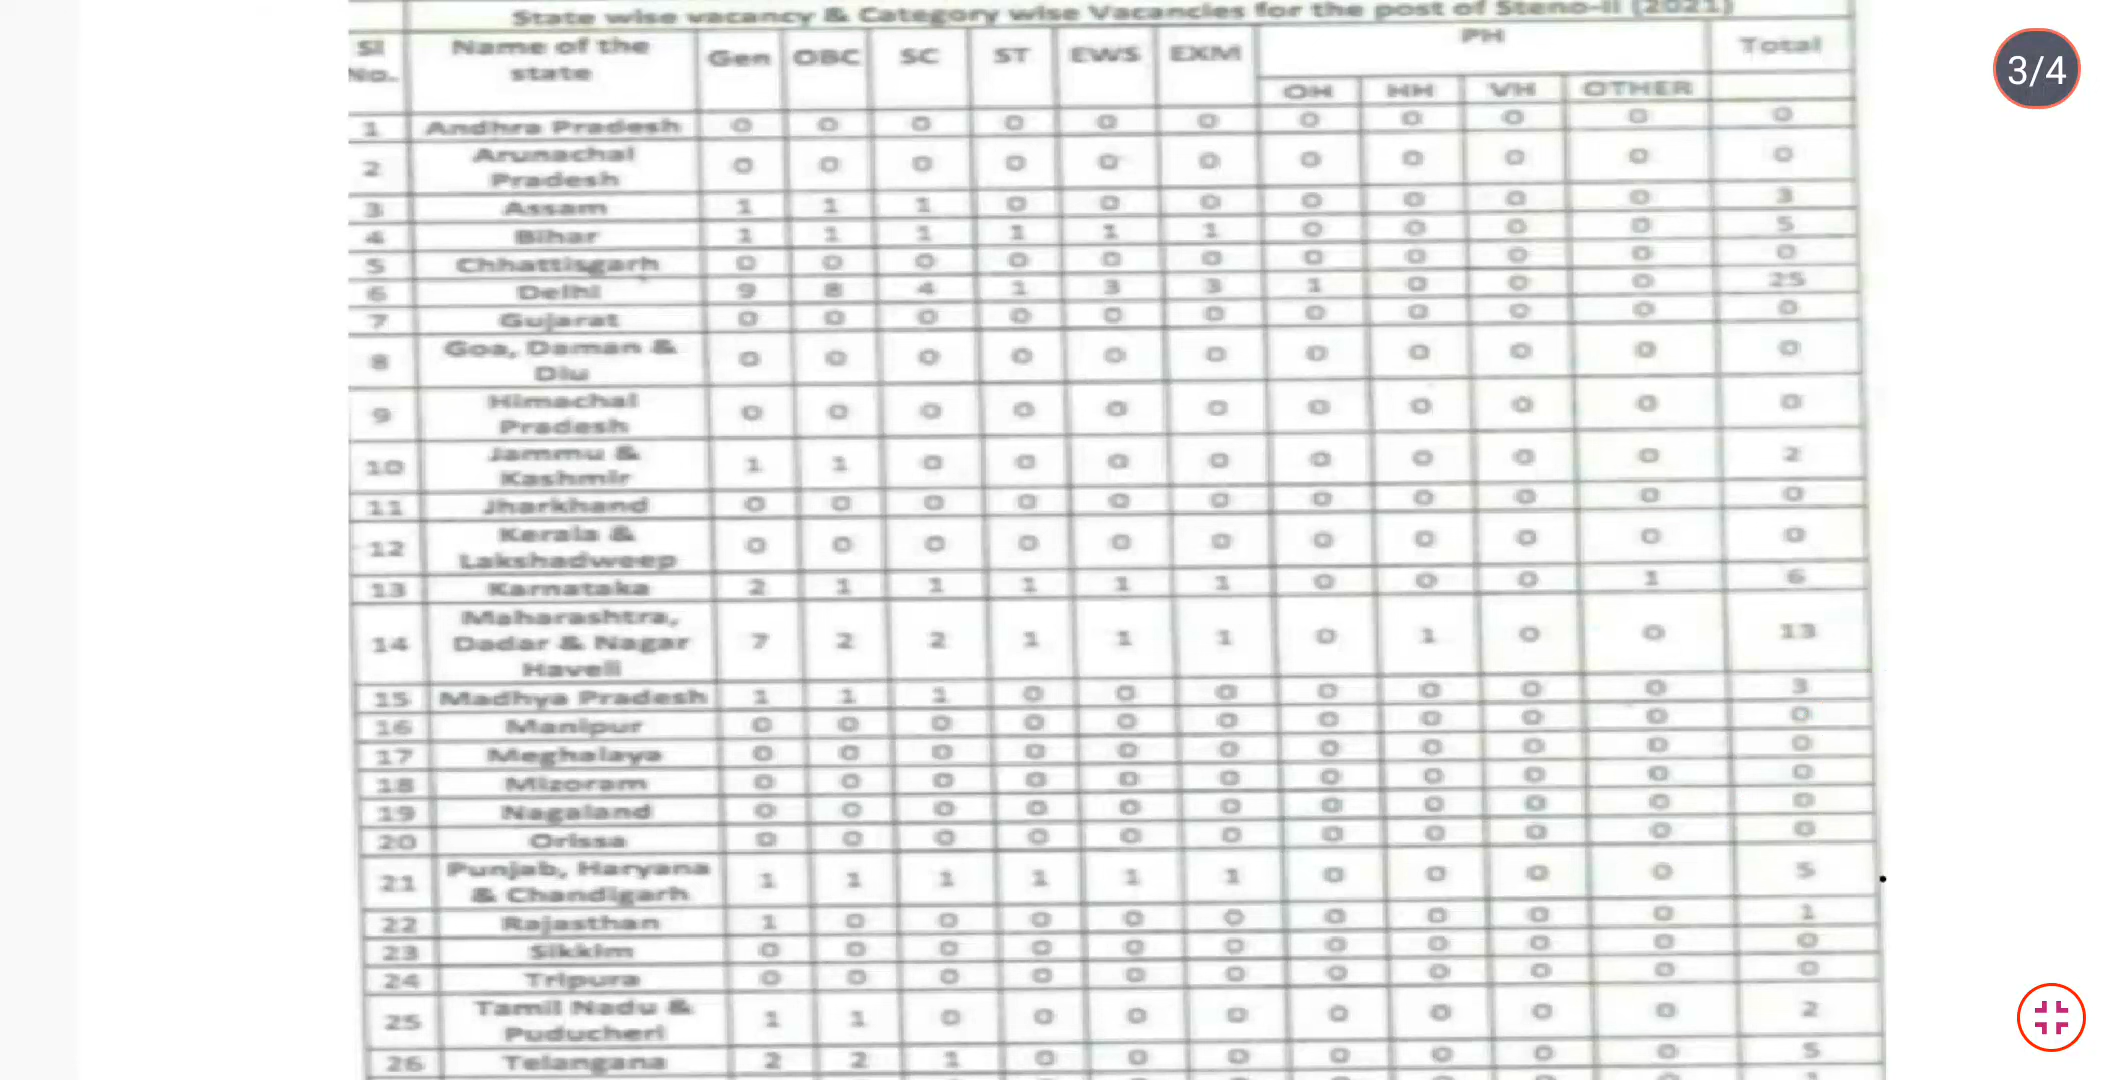 State wise vacancy & Category wise Vacancies for the post of Steno-II (2021)
Sl No. Name of the state Gen OBC SC ST EWS EXM PH Total
OH HH VH OTHER
1 Andhra Pradesh 0 0 0 0 0 0 0 0 0 0 0
2 Arunachal Pradesh 0 0 0 0 0 0 0 0 0 0 0
3 Assam 1 1 1 0 0 0 0 0 0 0 3
4 Bihar 1 1 1 1 1 1 0 0 0 0 5
5 Chhattisgarh 0 0 0 0 0 0 0 0 0 0 0
6 Delhi 9 8 4 1 3 3 1 0 0 0 25
7 Gujarat 0 0 0 0 0 0 0 0 0 0 0
8 Goa, Daman & Diu 0 0 0 0 0 0 0 0 0 0 0
9 Himachal Pradesh 0 0 0 0 0 0 0 0 0 0 0
10 Jammu & Kashmir 1 1 0 0 0 0 0 0 0 0 2
11 Jharkhand 0 0 0 0 0 0 0 0 0 0 0
12 Kerala & Lakshadweep 0 0 0 0 0 0 0 0 0 0 0
13 Karnataka 2 1 1 1 1 1 0 0 0 1 6
14 Maharashtra, Dadar & Nagar Haveli 7 2 2 1 1 1 0 1 0 0 13
15 Madhya Pradesh 1 1 1 0 0 0 0 0 0 0 3
16 Manipur 0 0 0 0 0 0 0 0 0 0 0
17 Meghalaya 0 0 0 0 0 0 0 0 0 0 0
18 Mizoram 0 0 0 0 0 0 0 0 0 0 0
19 Nagaland 0 0 0 0 0 0 0 0 0 0 0
20 Orissa 0 0 0 0 0 0 0 0 0 0 0
21 Punjab, Haryana & Chandigarh 1 1 1 1 1 1 0 0 0 0 5
22 Rajasthan 1 0 0 0 0 0 0 0 0 0 1
23 Sikkim 0 0 0 0 0 0 0 0 0 0 0
24 Tripura 0 0 0 0 0 0 0 0 0 0 0
25 Tamil Nadu & Puducheri 1 1 0 0 0 0 0 0 0 0 2
26 Telangana 2 2 1 0 0 0 0 0 0 0 5
3/4